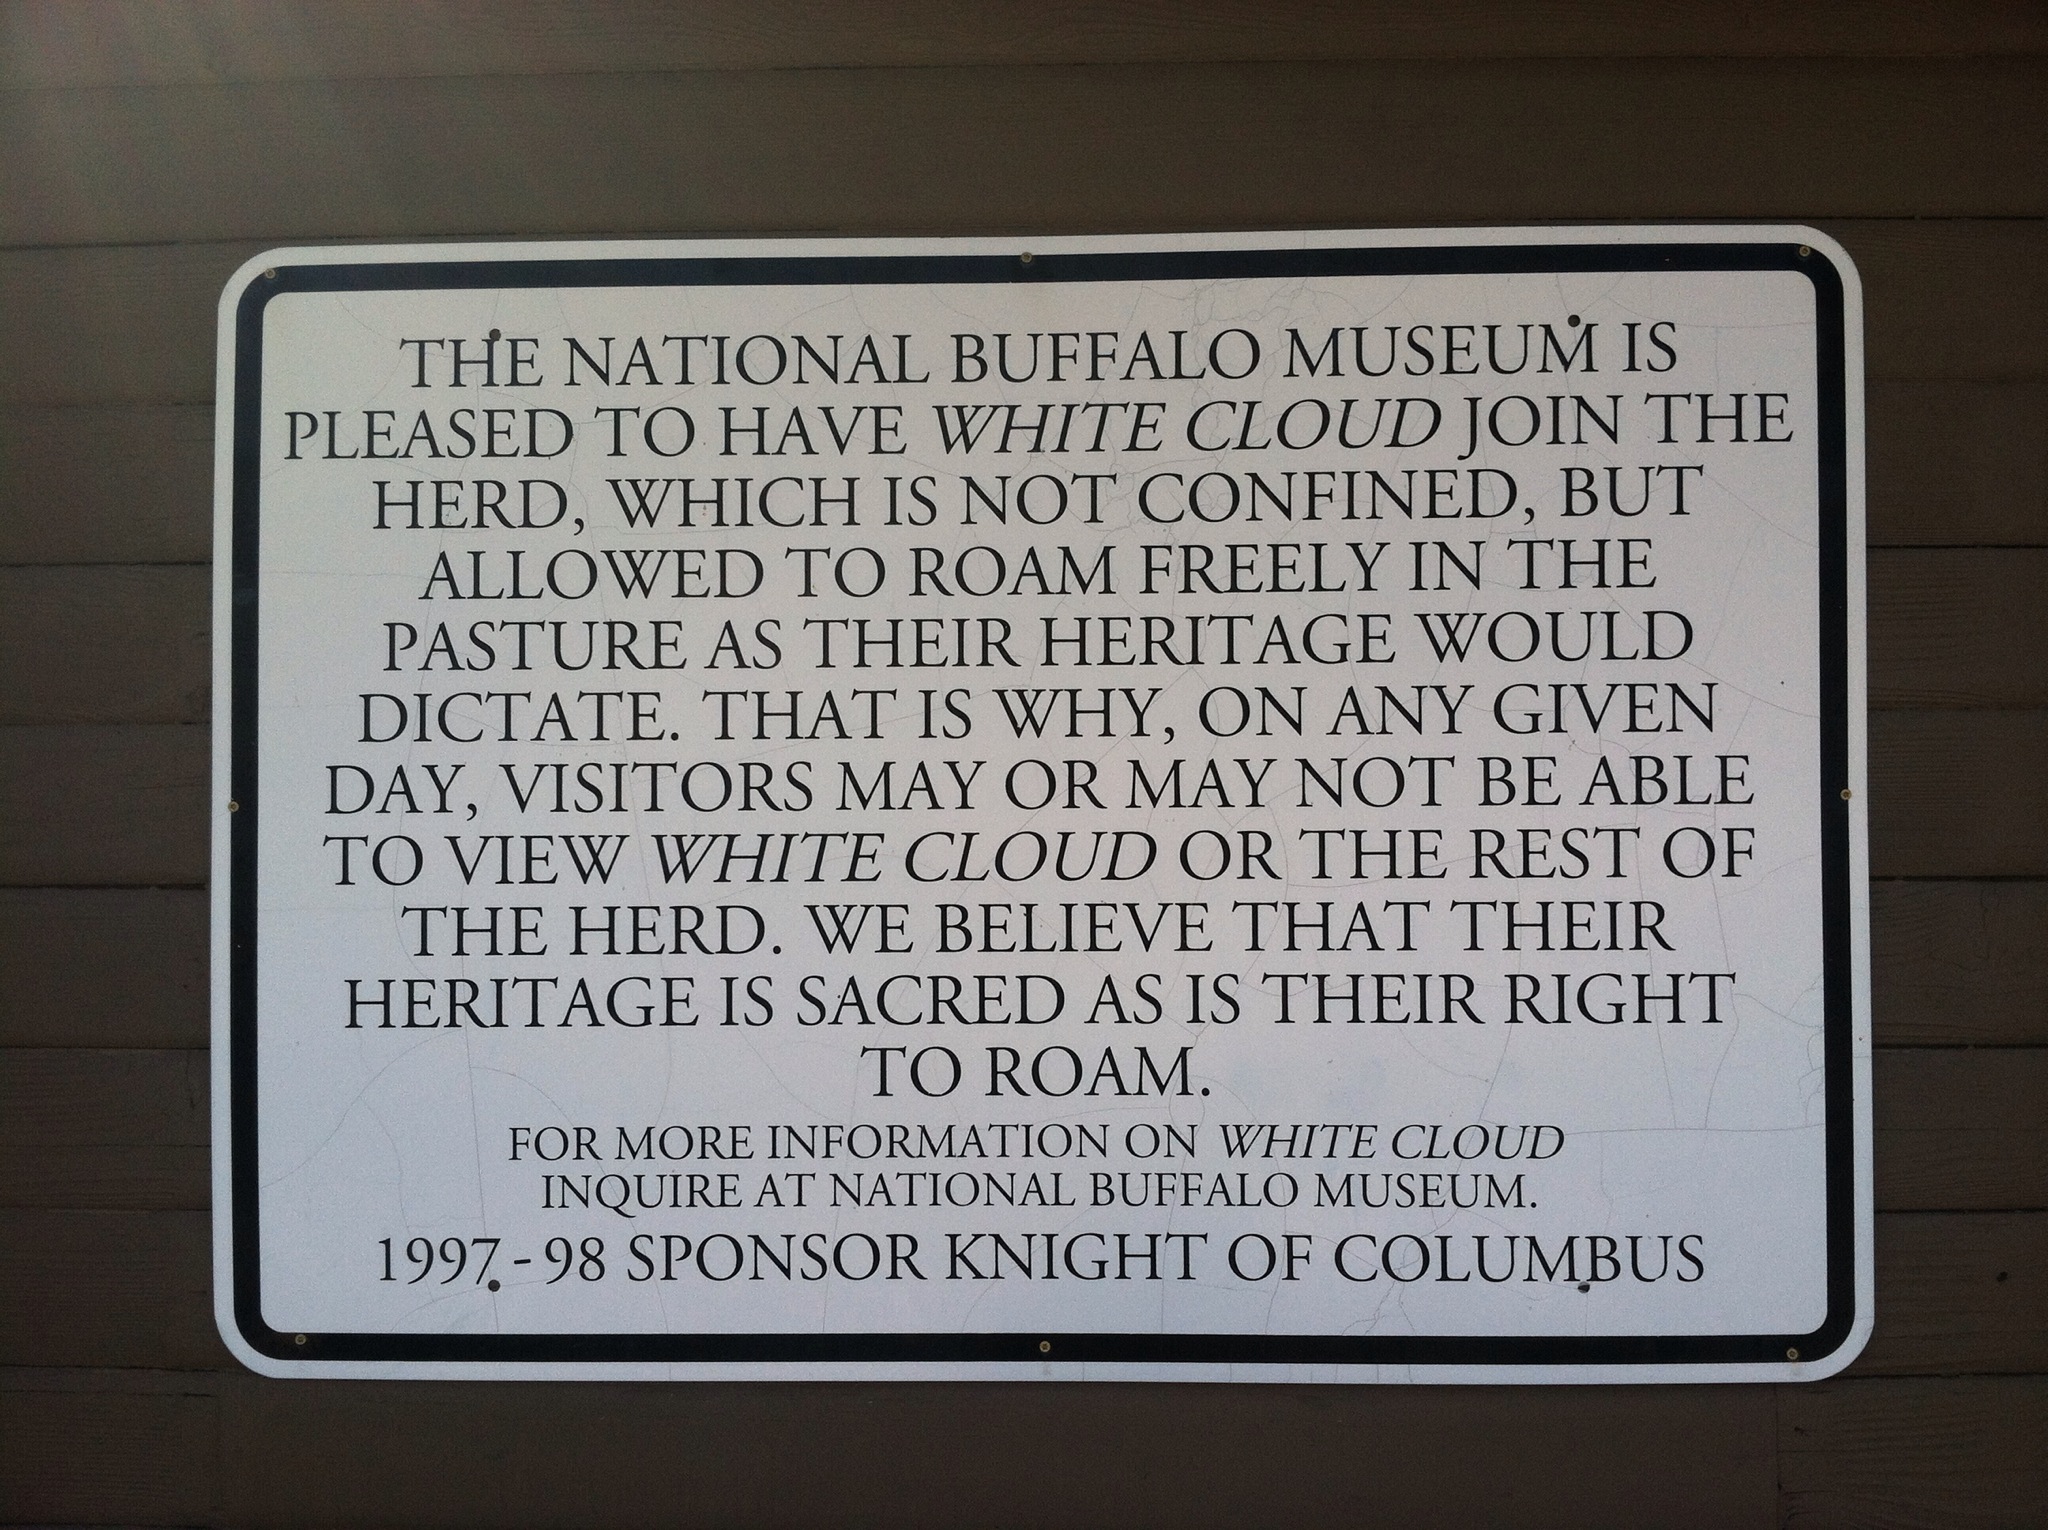 THE NATIONAL BUFFALO MUSEUM IS
PLEASED TO HAVE WHITE CLOUD JOIN THE
HERD, WHICH IS NOT CONFINED, BUT
ALLOWED TO ROAM FREELY IN THE
PASTURE AS THEIR HERITAGE WOULD
DICTATE. THAT IS WHY, ON ANY GIVEN
DAY, VISITORS MAY OR MAY NOT BE ABLE
TO VIEW WHITE CLOUD OR THE REST OF
THE HERD. WE BELIEVE THAT THEIR
HERITAGE IS SACRED AS IS THEIR RIGHT
TO ROAM.
FOR MORE INFORMATION ON WHITE CLOUD
INQUIRE AT NATIONAL BUFFALO MUSEUM.
1997-98 SPONSOR KNIGHT OF COLUMBUS